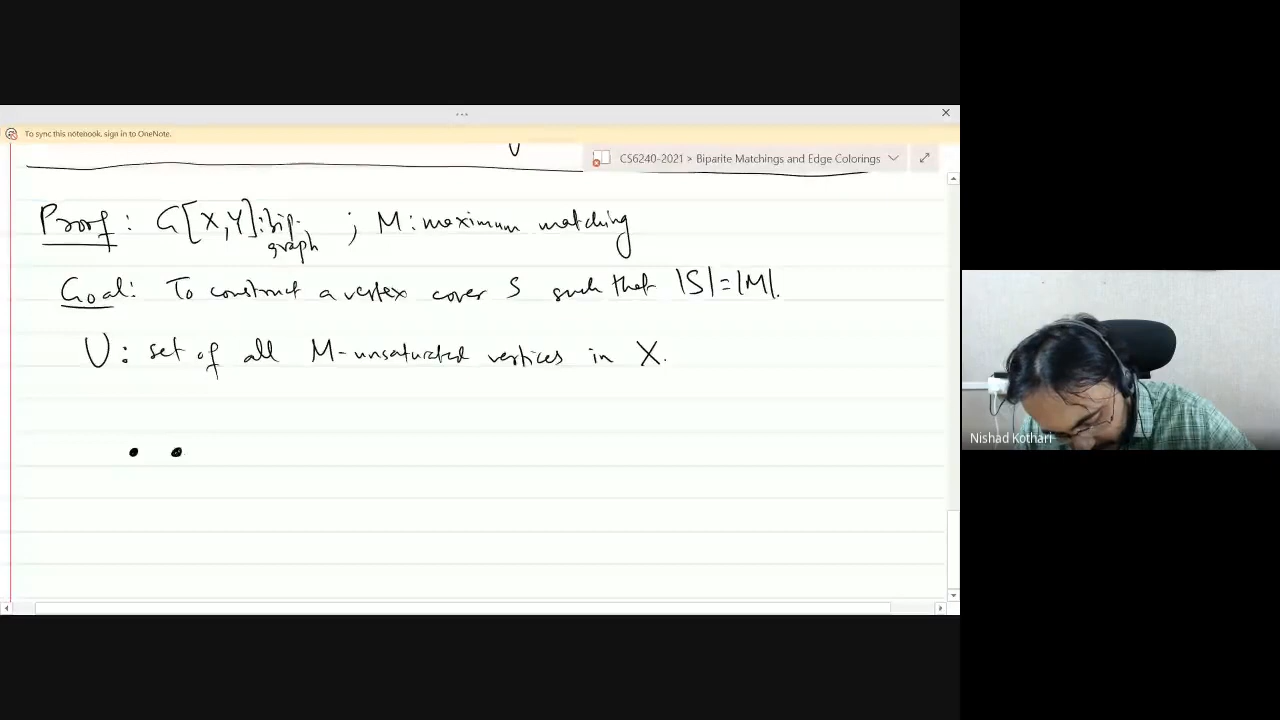 To sync this notebook, sign in to OneNote.
CS6240-2021 > Biparite Matchings and Edge Colorings
Proof: G[X,Y]: bip. graph ; M: maximum matching
Goal: To construct a vertex cover S such that |S|=|M|.
U: set of all M-unsaturated vertices in X.
Nishad Kothari